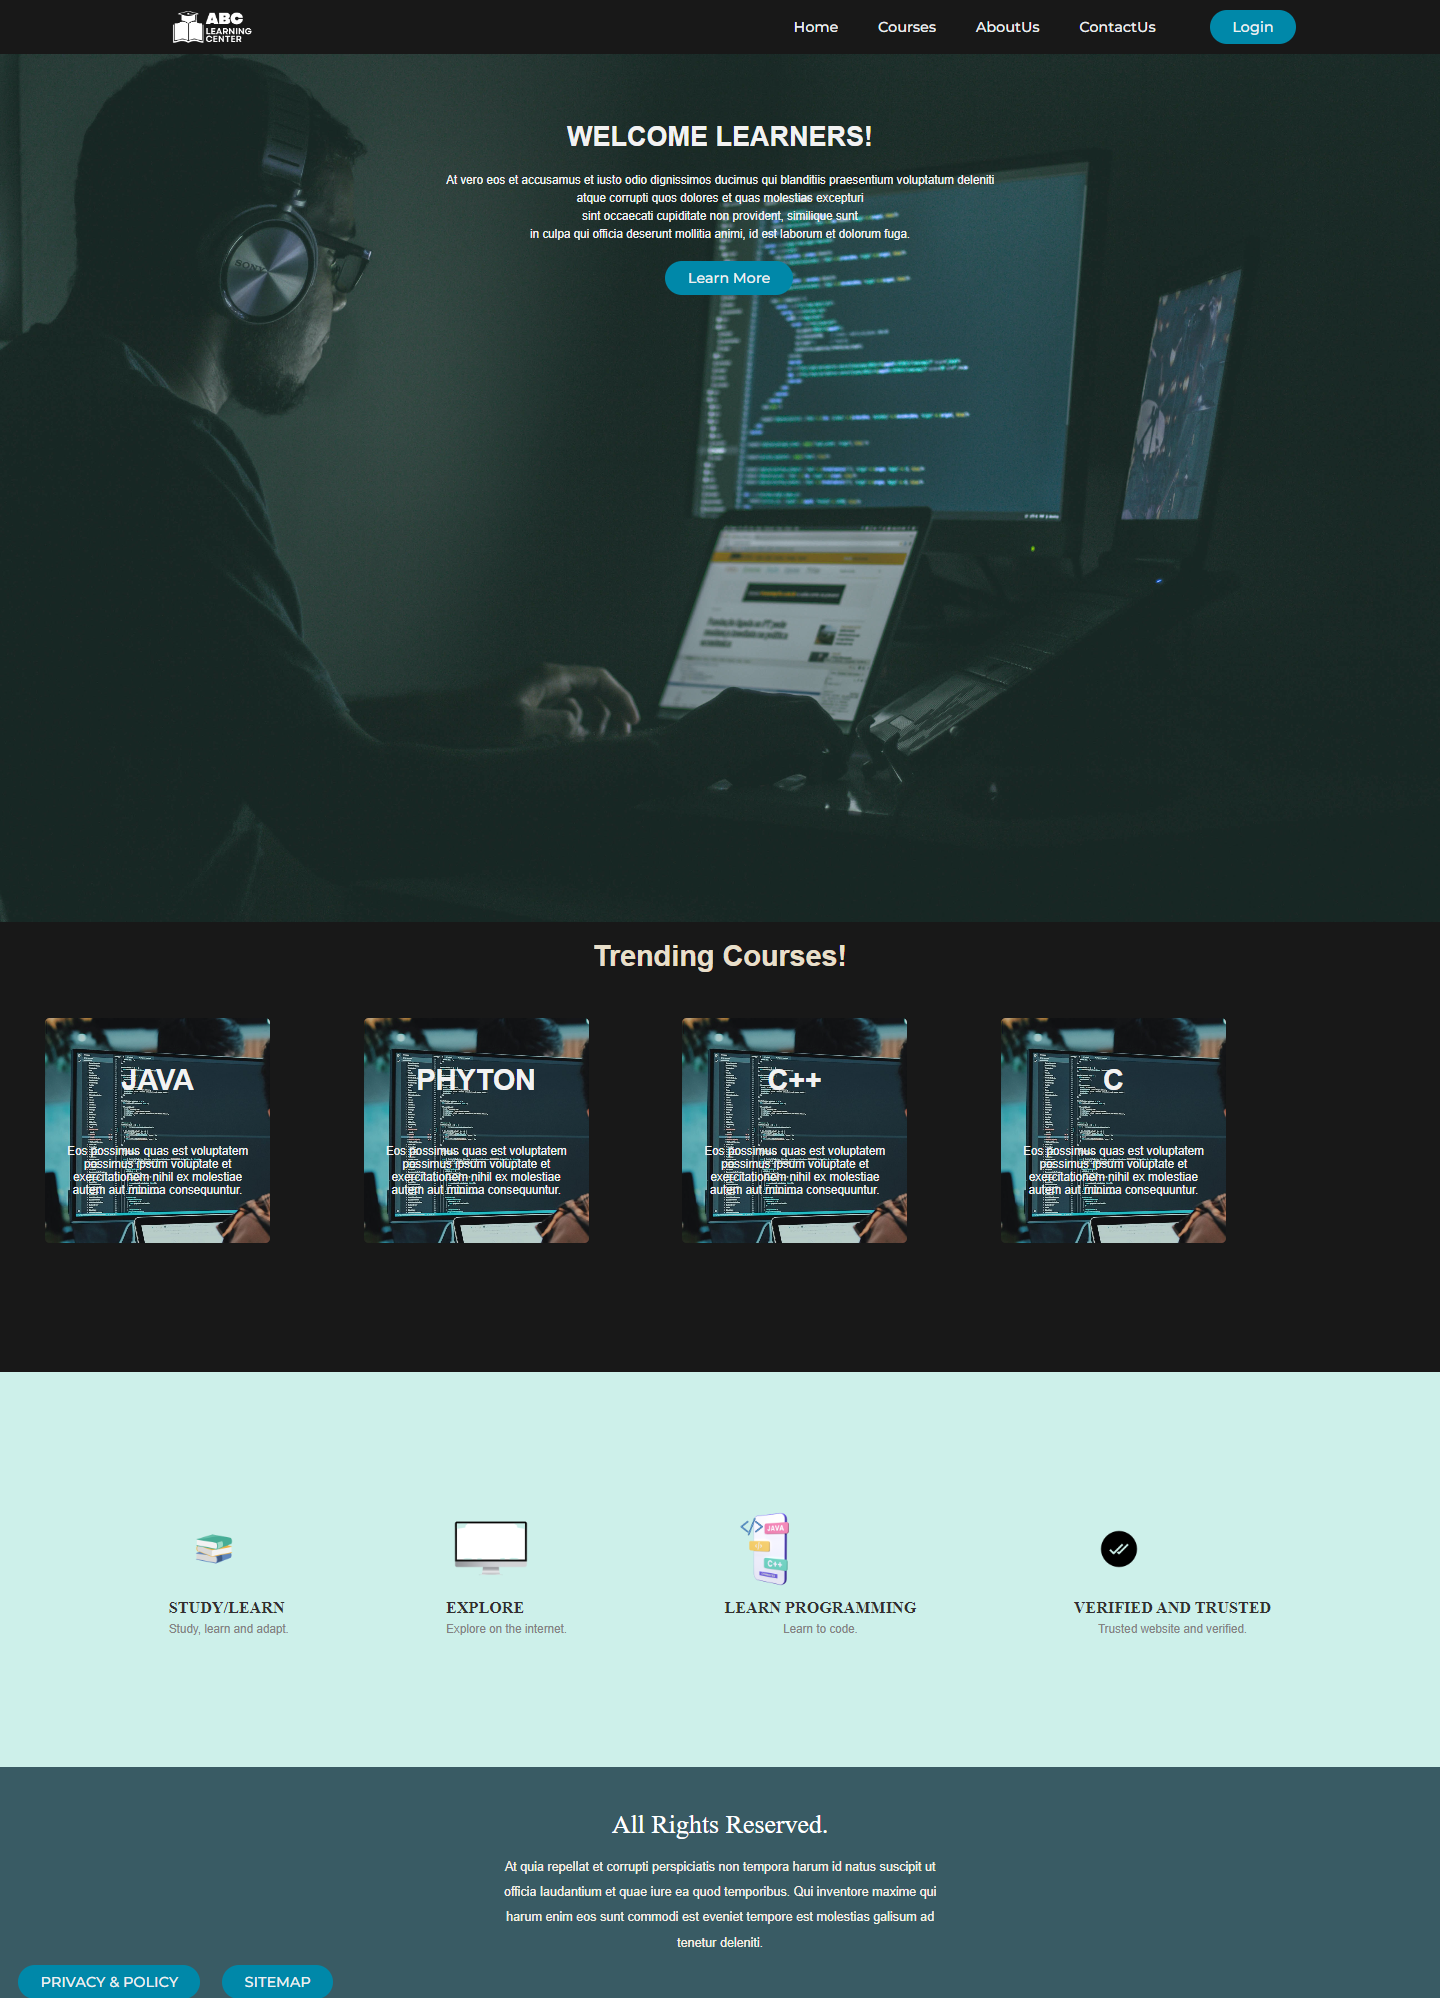 ABC
LEARNING
CENTER
Home
Courses
AboutUs
ContactUs
Login
WELCOME LEARNERS!
At vero eos et accusamus et iusto odio dignissimos ducimus qui blanditiis praesentium voluptatum deleniti
atque corrupti quos dolores et quas molestias excepturi
sint occaecati cupiditate non provident, similique sunt
in culpa qui officia deserunt mollitia animi, id est laborum et dolorum fuga.
Learn More
SONY
Trending Courses!
JAVA
Eos possimus quas est voluptatem
possimus ipsum voluptate et
exercitationem nihil ex molestiae
autem aut minima consequuntur.
PHYTON
Eos possimus quas est voluptatem
possimus ipsum voluptate et
exercitationem nihil ex molestiae
autem aut minima consequuntur.
C++
Eos possimus quas est voluptatem
possimus ipsum voluptate et
exercitationem nihil ex molestiae
autem aut minima consequuntur.
C
Eos possimus quas est voluptatem
possimus ipsum voluptate et
exercitationem nihil ex molestiae
autem aut minima consequuntur.
</> JAVA
</>
C++
STUDY/LEARN
Study, learn and adapt.
EXPLORE
Explore on the internet.
LEARN PROGRAMMING
Learn to code.
VERIFIED AND TRUSTED
Trusted website and verified.
All Rights Reserved.
At quia repellat et corrupti perspiciatis non tempora harum id natus suscipit ut
officia laudantium et quae iure ea quod temporibus. Qui inventore maxime qui
harum enim eos sunt commodi est eveniet tempore est molestias galisum ad
tenetur deleniti.
PRIVACY & POLICY
SITEMAP